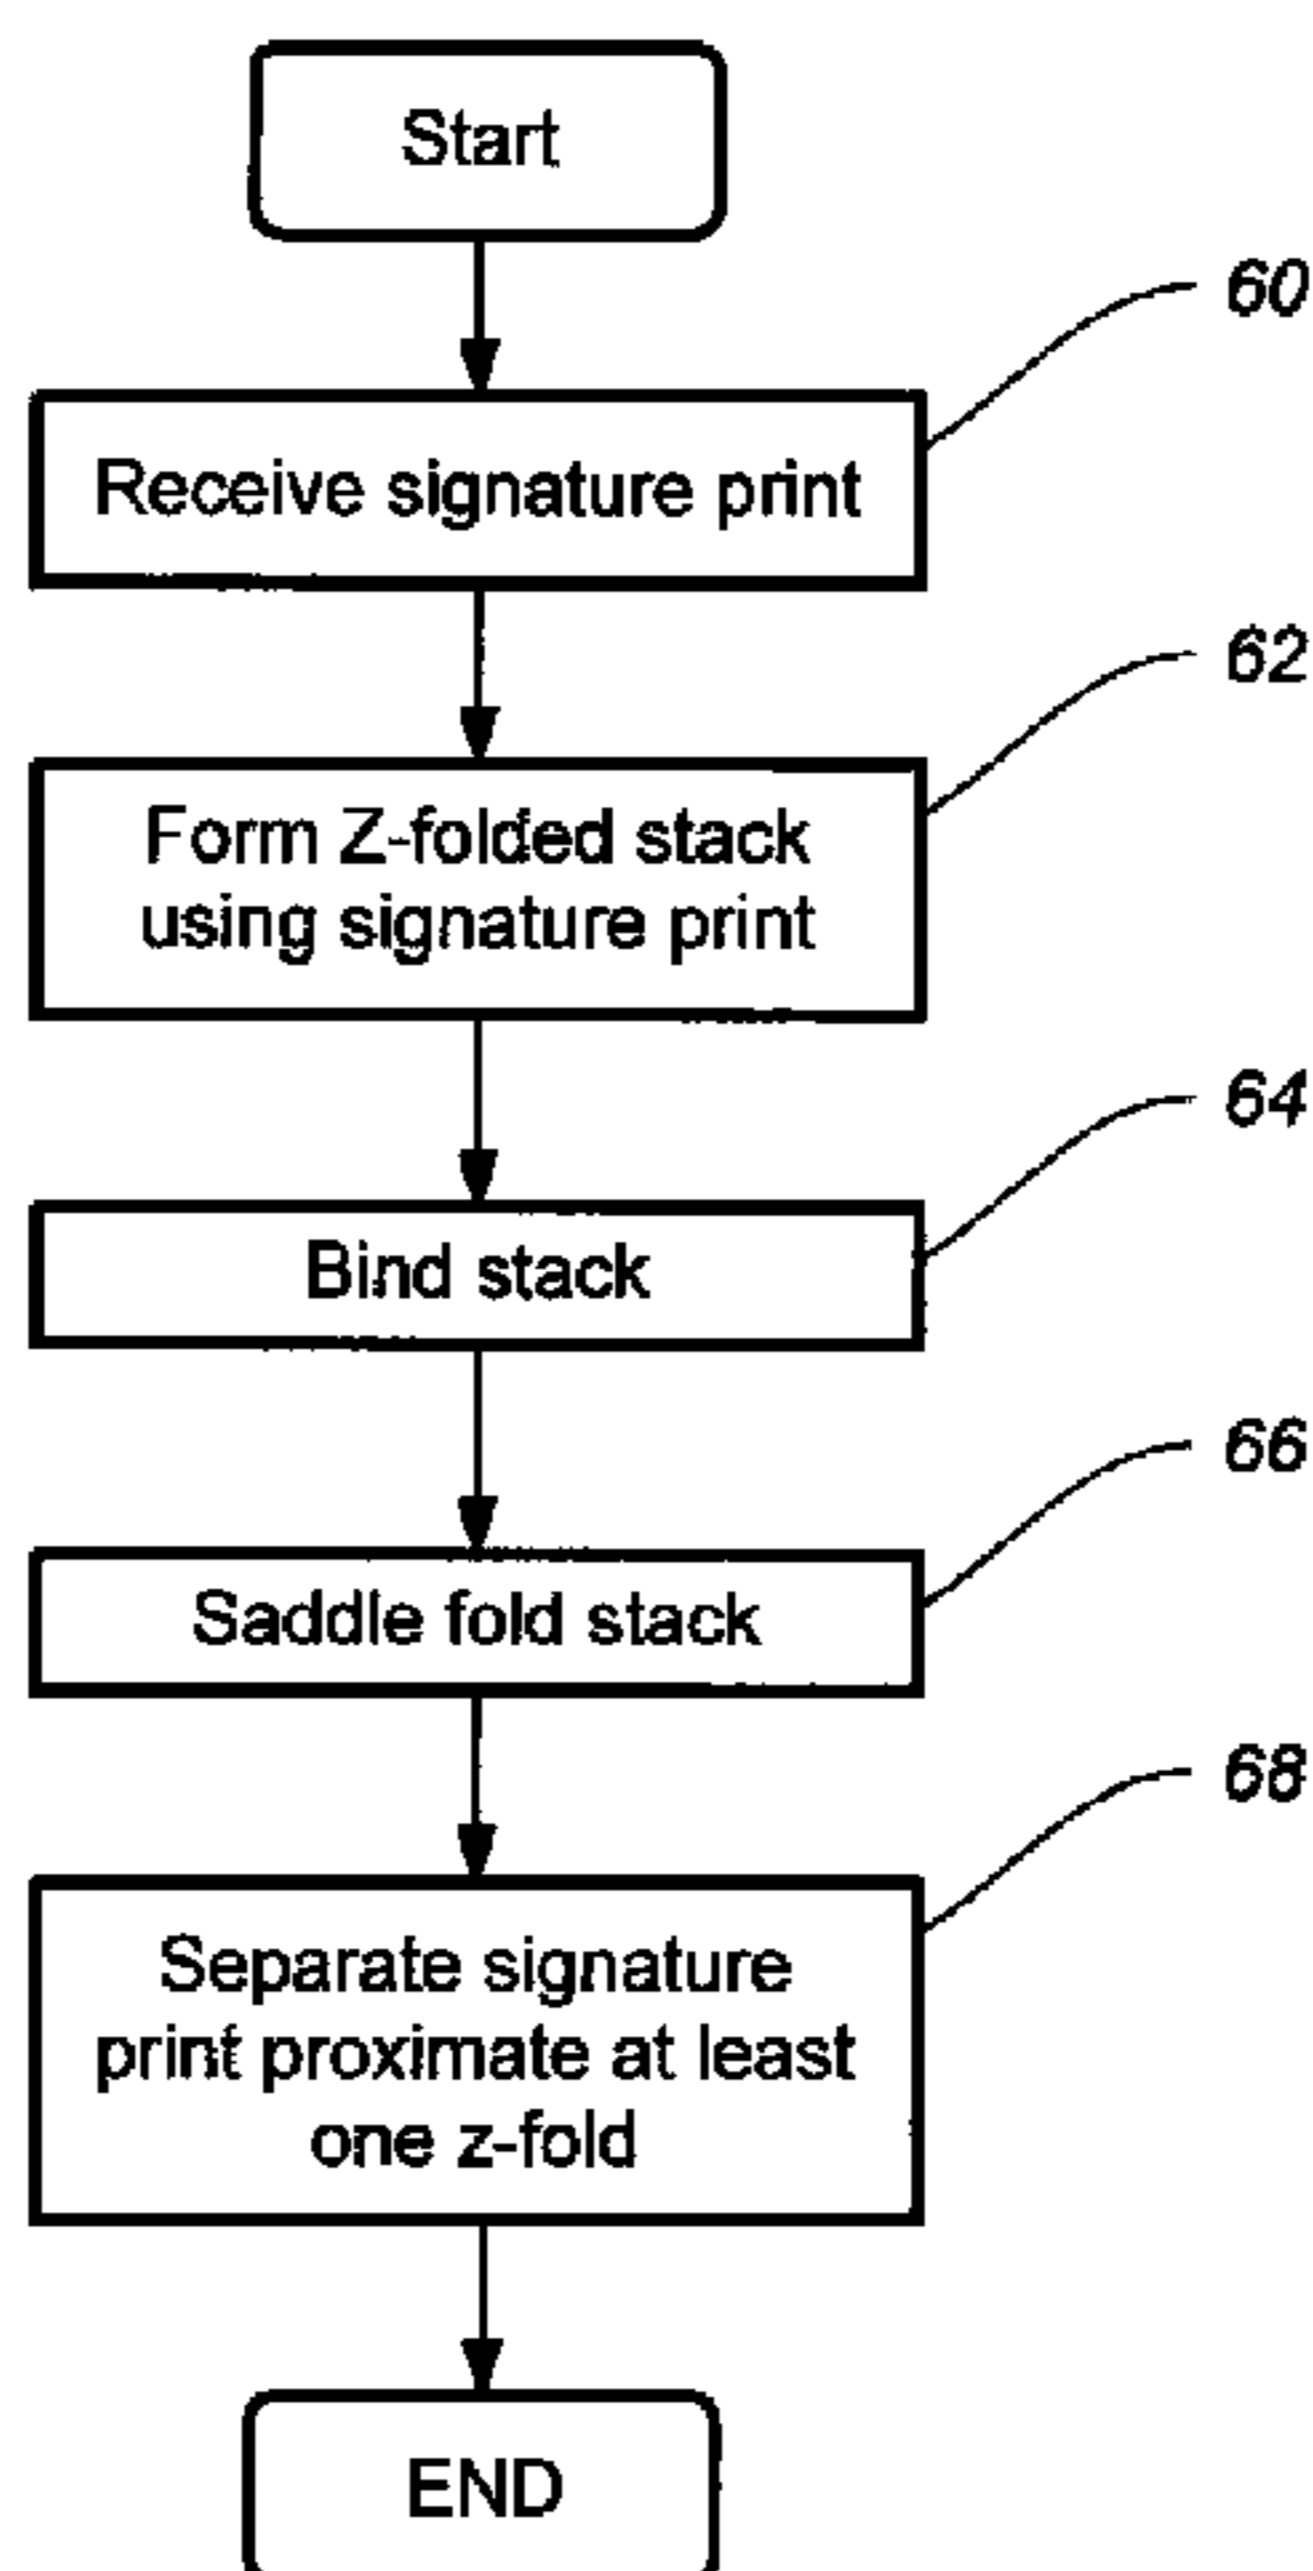 Start
60
Receive signature print
62
Form Z-folded stack
using signature print
64
Bind stack
66
Saddle fold stack
68
Separate signature
print proximate at least
one z-fold
END